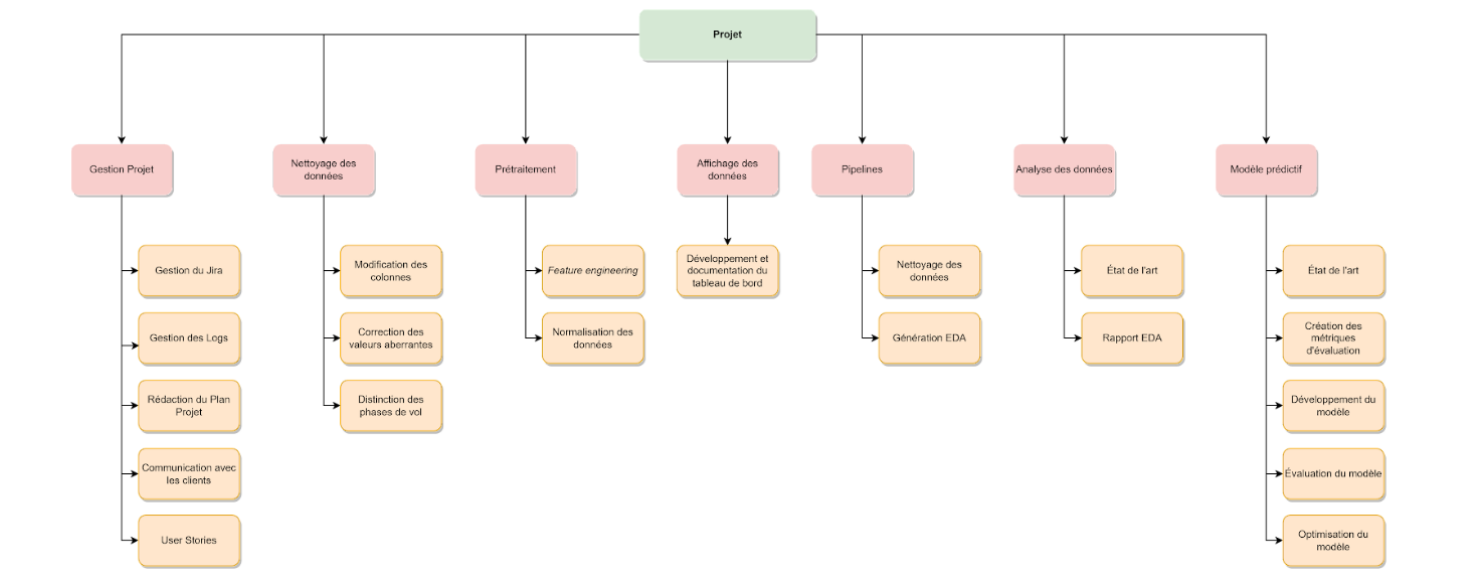 Projet
Gestion Projet
Nettoyage des
données
Prétraitement
Affichage des
données
Pipelines
Analyse des données
Modèle prédictif
Gestion du Jira
Gestion des Logs
Rédaction du Plan
Projet
Communication avec
les clients
User Stories
Modification des
colonnes
Correction des
valeurs aberrantes
Distinction des
phases de vol
Feature engineering
Normalisation des
données
Développement et
documentation du
tableau de bord
Nettoyage des
données
Génération EDA
État de l'art
Rapport EDA
État de l'art
Création des
métriques
d'évaluation
Développement du
modèle
Évaluation du modèle
Optimisation du
modèle